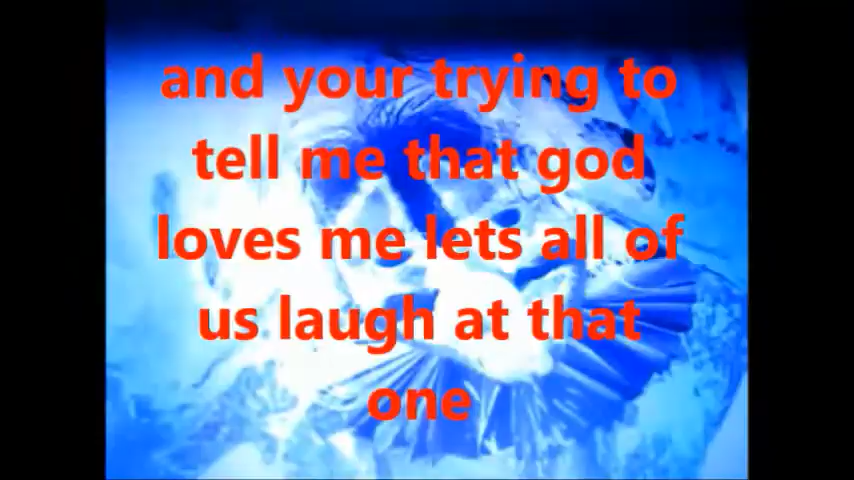 and your trying to
tell me that god
loves me lets all of
us laugh at that
one